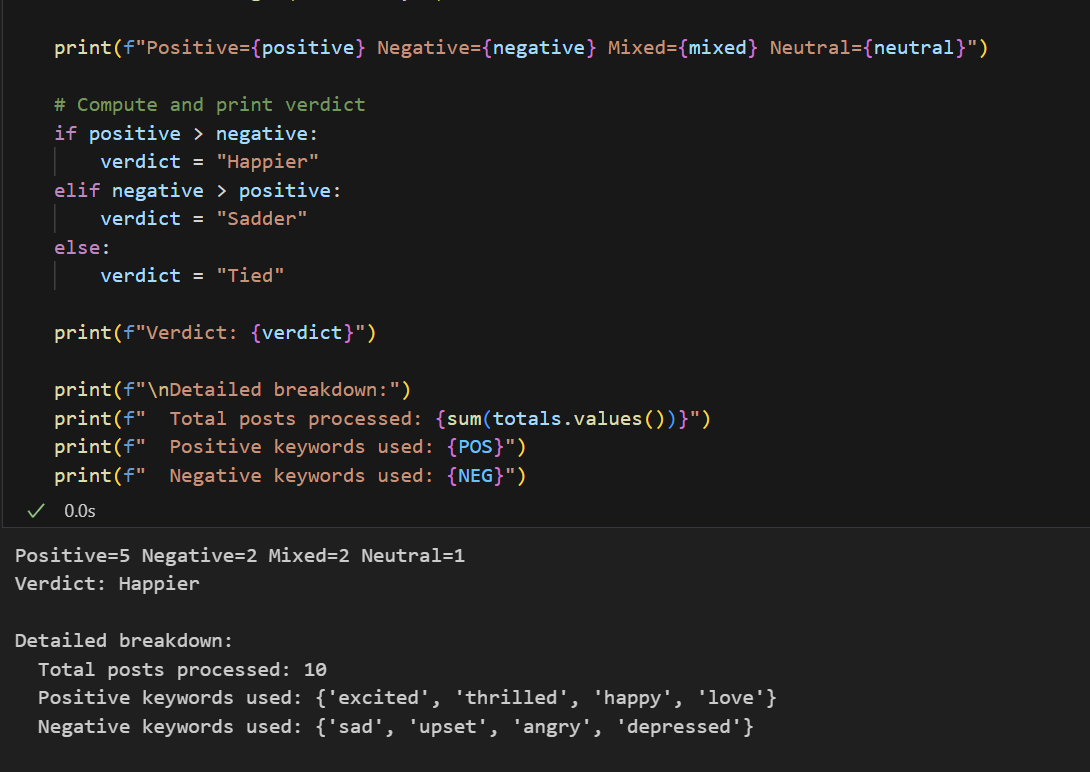 print(f"Positive={positive} Negative={negative} Mixed={mixed} Neutral={neutral}")
# Compute and print verdict
if positive > negative:
    verdict = "Happier"
elif negative > positive:
    verdict = "Sadder"
else:
    verdict = "Tied"
print(f"Verdict: {verdict}")
print(f"\nDetailed breakdown:")
print(f"  Total posts processed: {sum(totals.values())}")
print(f"  Positive keywords used: {POS}")
print(f"  Negative keywords used: {NEG}")
0.0s
Positive=5 Negative=2 Mixed=2 Neutral=1
Verdict: Happier
Detailed breakdown:
  Total posts processed: 10
  Positive keywords used: {'excited', 'thrilled', 'happy', 'love'}
  Negative keywords used: {'sad', 'upset', 'angry', 'depressed'}